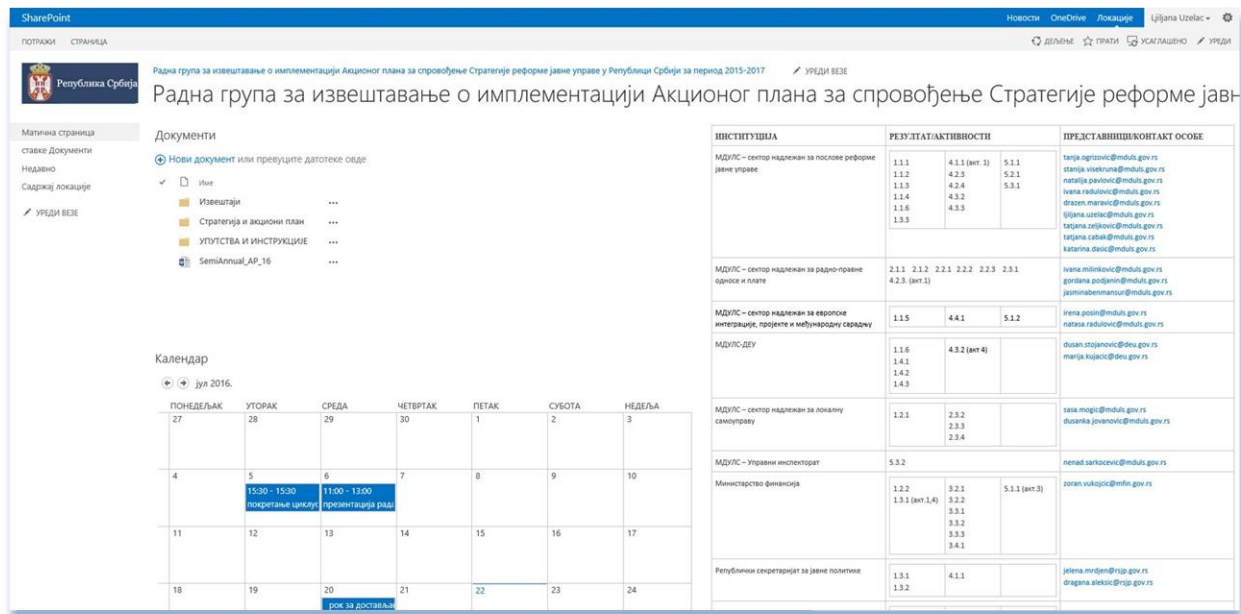 SharePoint
Новости OneDrive Локације Ljiljana Uzelac
ПОТРАЖИ СТРАНИЦА
ДЕЉЕЊЕ ПРАТИ УСАГЛАШЕНО УРЕДИ
Република Србија
Радна група за извештавање о имплементацији Акционог плана за спровођење Стратегије реформе јавне управе у Републици Србији за период 2015-2017 УРЕДИ ВЕЗЕ
Радна група за извештавање о имплементацији Акционог плана за спровођење Стратегије реформе јавн
Матична страница
ставке Документи
Недавно
Садржај локације
УРЕДИ ВЕЗЕ
Документи
Нови документ или превуците датотеке овде
Име
Извештаји ...
Стратегија и акциони план ...
УПУТСТВА И ИНСТРУКЦИЈЕ ...
SemiAnnual_AP_16 ...
Календар
јул 2016.
ПОНЕДЕЉАК УТОРАК СРЕДА ЧЕТВРТАК ПЕТАК СУБОТА НЕДЕЉА
27 28 29 30 1 2 3
4 5 6 7 8 9 10
15:30 - 15:30 11:00 - 13:00
покретање циклус презентација рада
11 12 13 14 15 16 17
18 19 20 21 22 23 24
рок за достављањ
ИНСТИТУЦИЈА РЕЗУЛТАТ/АКТИВНОСТИ ПРЕДСТАВНИЦИ/КОНТАКТ ОСОБЕ
МДУЛС – сектор надлежан за послове реформе
јавне управе
1.1.1 4.1.1 (акт. 1) 5.1.1
1.1.2 4.2.3 5.2.1
1.1.3 4.2.4 5.3.1
1.1.4 4.3.2
1.1.6 4.3.3
1.3.3
tanja.ogrizovic@mduls.gov.rs
stanija.visekruna@mduls.gov.rs
natalija.pavlovic@mduls.gov.rs
ivana.radulovic@mduls.gov.rs
drazen.maravic@mduls.gov.rs
ljiljana.uzelac@mduls.gov.rs
tatjana.zeljkovic@mduls.gov.rs
tatjana.cabak@mduls.gov.rs
katarina.dasic@mduls.gov.rs
МДУЛС – сектор надлежан за радно-правне
односе и плате
2.1.1 2.1.2 2.2.1 2.2.2 2.2.3 2.3.1
4.2.3. (акт.1)
ivana.milinkovic@mduls.gov.rs
gordana.podjanin@mduls.gov.rs
jasminabenmansur@mduls.gov.rs
МДУЛС – сектор надлежан за европске
интеграције, пројекте и међународну сарадњу
1.1.5 4.4.1 5.1.2
irena.posin@mduls.gov.rs
natasa.radulovic@mduls.gov.rs
МДУЛС-ДЕУ
1.1.6 4.3.2 (акт 4)
1.4.1
1.4.2
1.4.3
dusan.stojanovic@deu.gov.rs
marija.kujacic@deu.gov.rs
МДУЛС – сектор надлежан за локалну
самоуправу
1.2.1 2.3.2
2.3.3
2.3.4
sasa.mogic@mduls.gov.rs
dusanka.jovanovic@mduls.gov.rs
МДУЛС – Управни инспекторат 5.3.2 nenad.sarkocevic@mduls.gov.rs
Министарство финансија
1.2.2 3.2.1 5.1.1 (акт.3)
1.3.1 (акт.1,4) 3.2.2
3.3.1
3.3.2
3.3.3
3.4.1
zoran.vukojcic@mfin.gov.rs
Републички секретаријат за јавне политике
1.3.1 4.1.1
1.3.2
jelena.mrdjen@rsjp.gov.rs
dragana.aleksic@rsjp.gov.rs